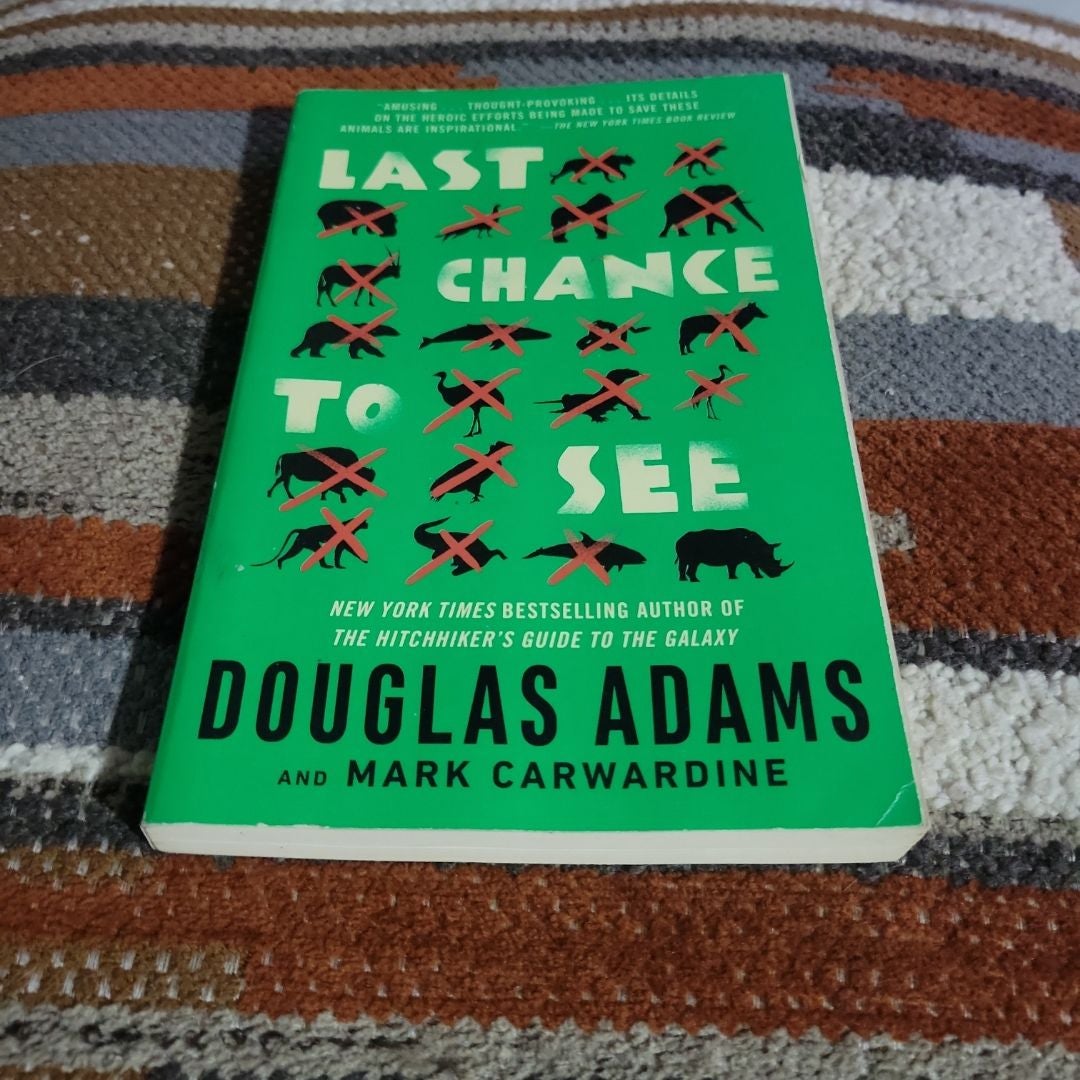 "AMUSING . . . THOUGHT-PROVOKING . . . ITS DETAILS
ON THE HEROIC EFFORTS BEING MADE TO SAVE THESE
ANIMALS ARE INSPIRATIONAL." —THE NEW YORK TIMES BOOK REVIEW
LAST
CHANCE
TO
SEE
NEW YORK TIMES BESTSELLING AUTHOR OF
THE HITCHHIKER'S GUIDE TO THE GALAXY
DOUGLAS ADAMS
AND MARK CARWARDINE